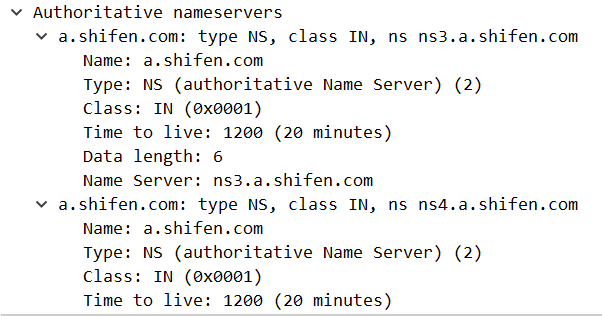 Authoritative nameservers
a.shifen.com: type NS, class IN, ns ns3.a.shifen.com
Name: a.shifen.com
Type: NS (authoritative Name Server) (2)
Class: IN (0x0001)
Time to live: 1200 (20 minutes)
Data length: 6
Name Server: ns3.a.shifen.com
a.shifen.com: type NS, class IN, ns ns4.a.shifen.com
Name: a.shifen.com
Type: NS (authoritative Name Server) (2)
Class: IN (0x0001)
Time to live: 1200 (20 minutes)